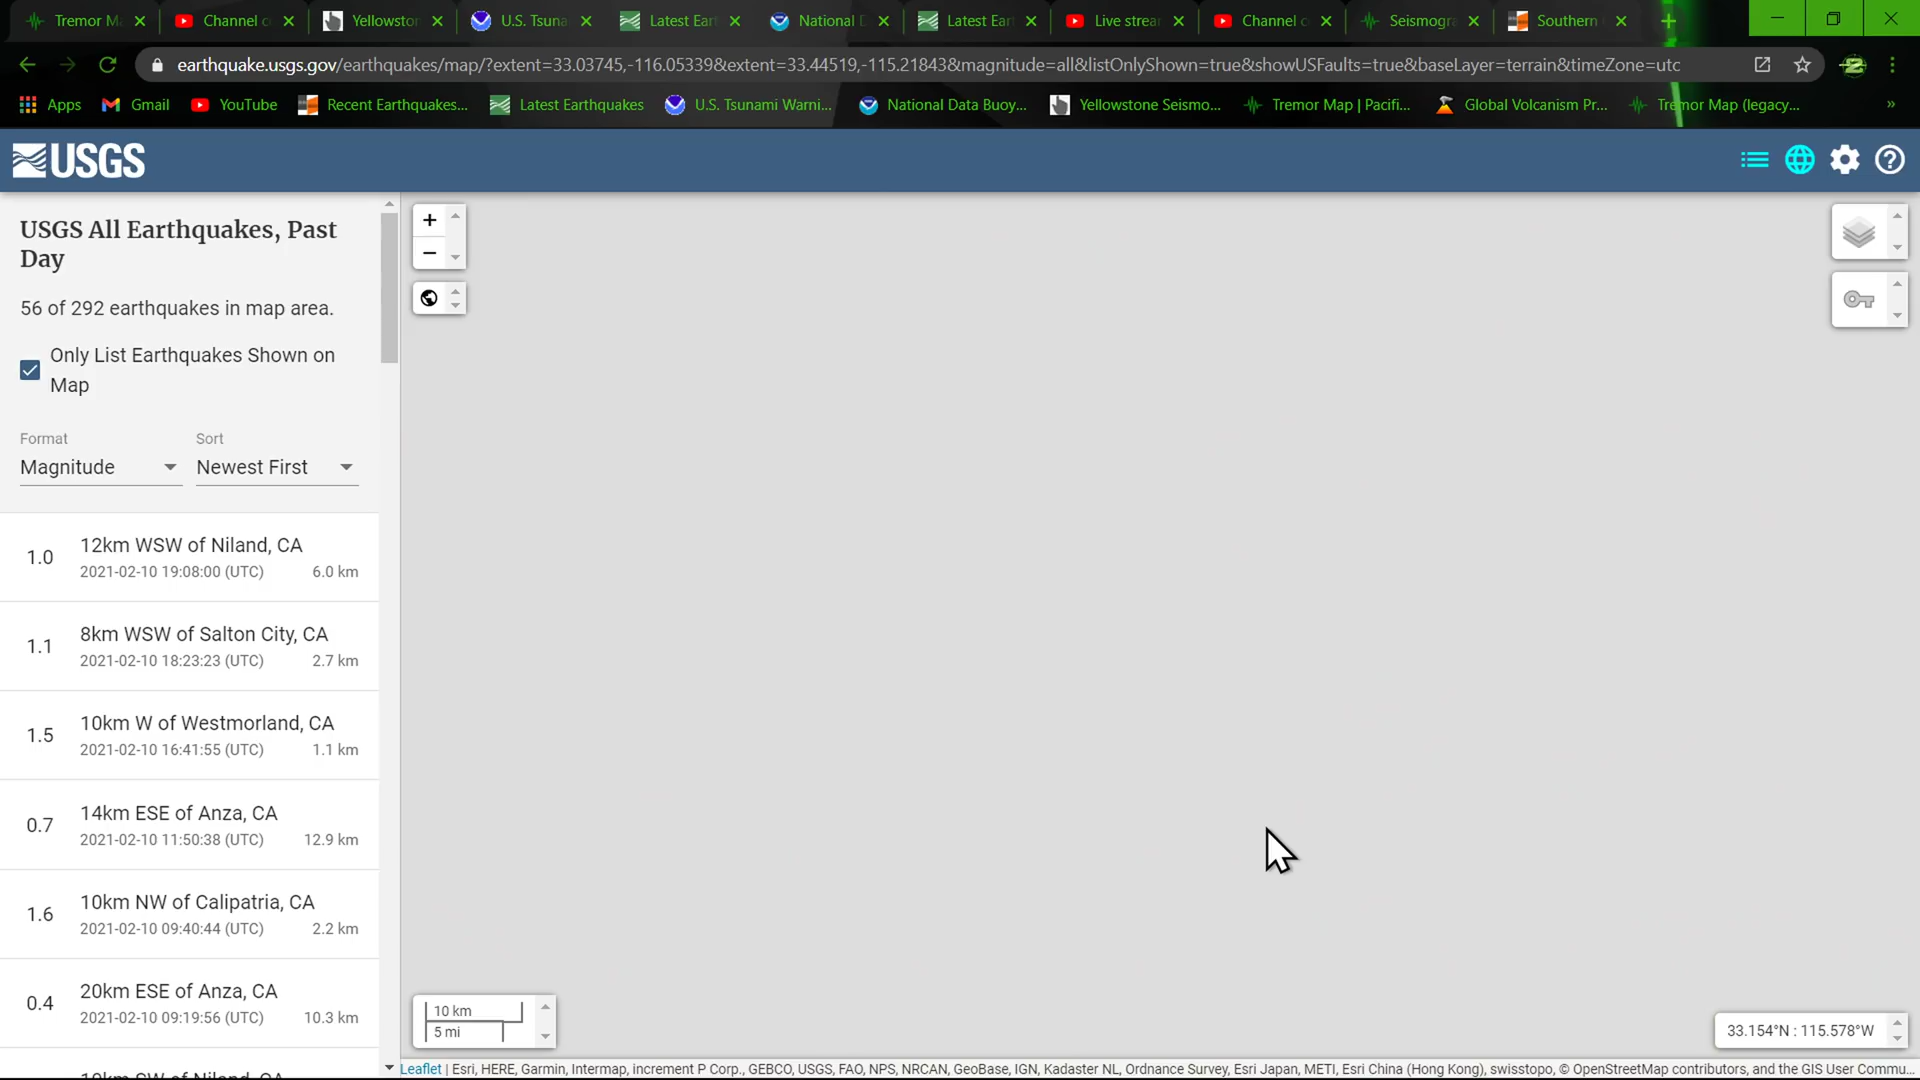 Tremor M
Channel c
Yellowstor
U.S. Tsuna
Latest Ear
National D
Latest Ear
Live strea
Channel c
Seismogra
Southern
earthquake.usgs.gov/earthquakes/map/?extent=33.03745,-116.05339&extent=33.44519,-115.21843&magnitude=all&listOnlyShown=true&showUSFaults=true&baseLayer=terrain&timeZone=utc
Apps
Gmail
YouTube
Recent Earthquakes...
Latest Earthquakes
U.S. Tsunami Warni...
National Data Buoy...
Yellowstone Seismo...
Tremor Map | Pacifi...
Global Volcanism Pr...
Tremor Map (legacy...
»
USGS
USGS All Earthquakes, Past
Day
56 of 292 earthquakes in map area.
Only List Earthquakes Shown on
Map
Format
Sort
Magnitude
Newest First
1.0
12km WSW of Niland, CA
2021-02-10 19:08:00 (UTC)
6.0 km
1.1
8km WSW of Salton City, CA
2021-02-10 18:23:23 (UTC)
2.7 km
1.5
10km W of Westmorland, CA
2021-02-10 16:41:55 (UTC)
1.1 km
0.7
14km ESE of Anza, CA
2021-02-10 11:50:38 (UTC)
12.9 km
1.6
10km NW of Calipatria, CA
2021-02-10 09:40:44 (UTC)
2.2 km
0.4
20km ESE of Anza, CA
2021-02-10 09:19:56 (UTC)
10.3 km
10km SW of Niland, CA
+
−
10 km
5 mi
33.154°N : 115.578°W
Leaflet | Esri, HERE, Garmin, Intermap, increment P Corp., GEBCO, USGS, FAO, NPS, NRCAN, GeoBase, IGN, Kadaster NL, Ordnance Survey, Esri Japan, METI, Esri China (Hong Kong), swisstopo, © OpenStreetMap contributors, and the GIS User Commu...